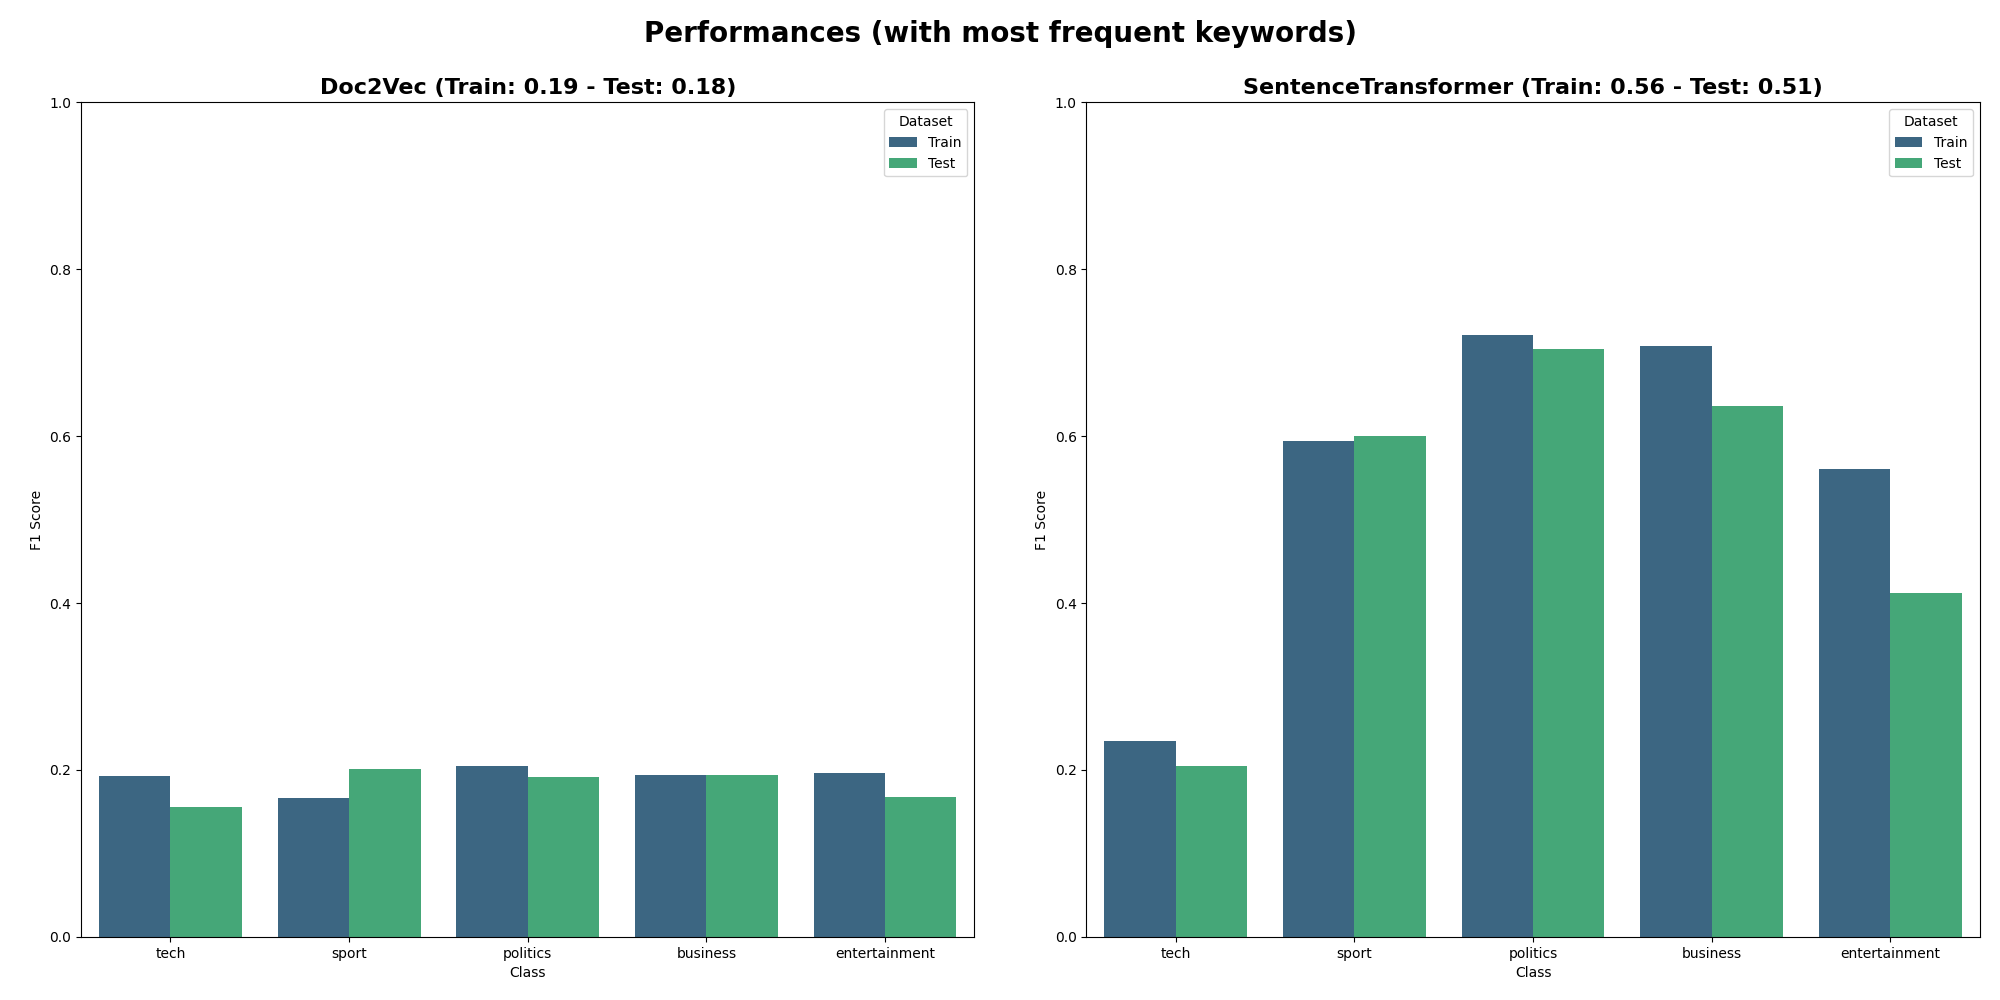 Performances (with most frequent keywords)
Doc2Vec (Train: 0.19 - Test: 0.18)
Dataset
Train
Test
1.0
0.8
0.6
0.4
0.2
0.0
F1 Score
tech sport politics business entertainment
Class
SentenceTransformer (Train: 0.56 - Test: 0.51)
Dataset
Train
Test
1.0
0.8
0.6
0.4
0.2
0.0
F1 Score
tech sport politics business entertainment
Class